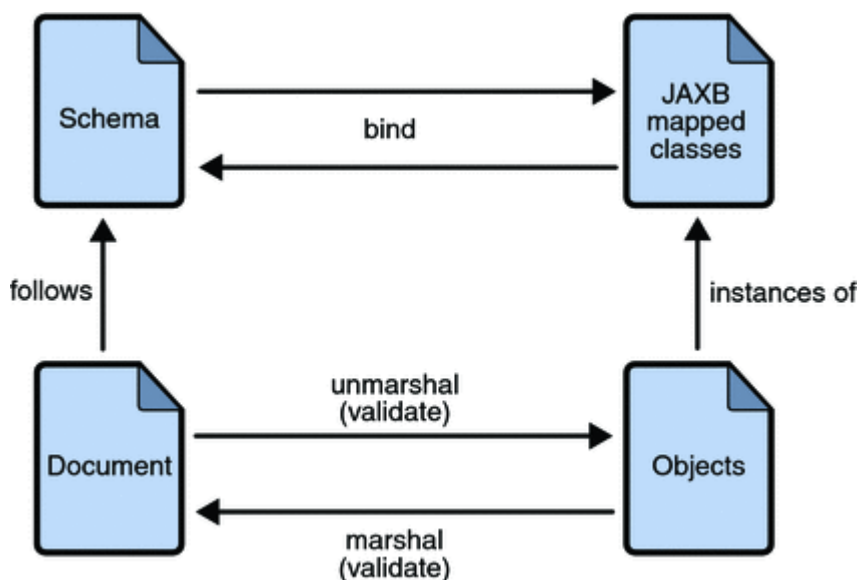 Schema
bind
JAXB
mapped
classes
follows
instances of
Document
unmarshal
(validate)
Objects
marshal
(validate)